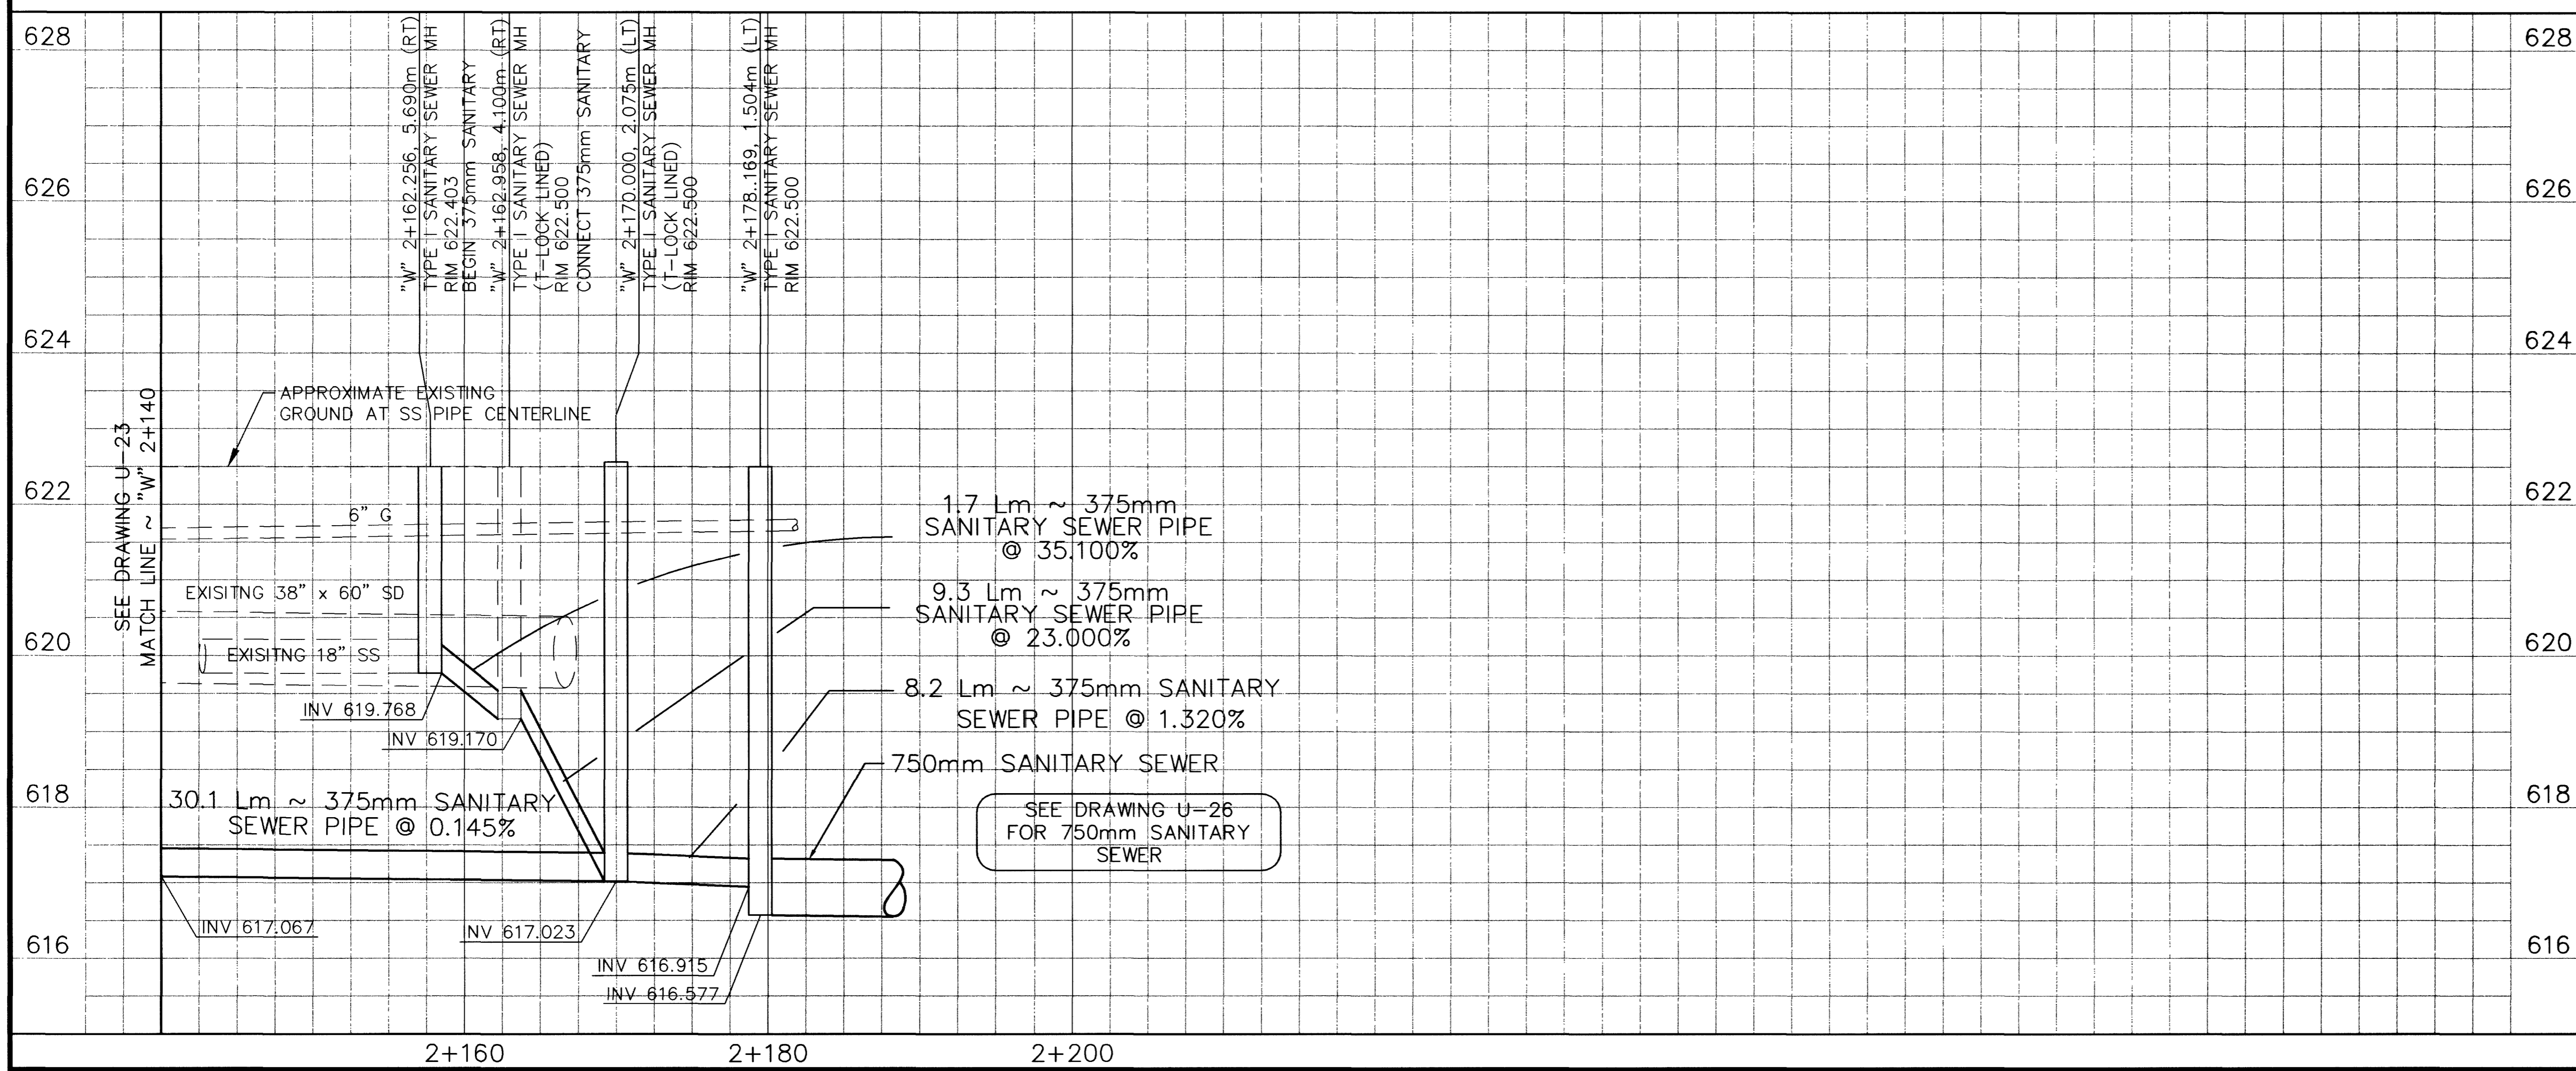 628
626
624
622
620
618
616
628
626
624
622
620
618
616
"W" 2+162.256, 5.690m (RT)
TYPE I SANITARY SEWER MH
RIM 622.403
BEGIN 375mm SANITARY
"W" 2+162.958, 4.100m (RT)
TYPE I SANITARY SEWER MH
(T-LOCK LINED)
RIM 622.500
CONNECT 375mm SANITARY
"W" 2+170.000, 2.075m (LT)
TYPE I SANITARY SEWER MH
(T-LOCK LINED)
RIM 622.500
"W" 2+178.169, 1.504m (LT)
TYPE I SANITARY SEWER MH
RIM 622.500
SEE DRAWING U-23
MATCH LINE ~ "W" 2+140
APPROXIMATE EXISTING
GROUND AT SS PIPE CENTERLINE
6" G
EXISITNG 38" x 60" SD
EXISITNG 18" SS
INV 619.768
INV 619.170
30.1 Lm ~ 375mm SANITARY
SEWER PIPE @ 0.145%
INV 617.067
NV 617.023
INV 616.915
INV 616.577
1.7 Lm ~ 375mm
SANITARY SEWER PIPE
@ 35.100%
9.3 Lm ~ 375mm
SANITARY SEWER PIPE
@ 23.000%
8.2 Lm ~ 375mm SANITARY
SEWER PIPE @ 1.320%
750mm SANITARY SEWER
SEE DRAWING U-26
FOR 750mm SANITARY
SEWER
2+160
2+180
2+200